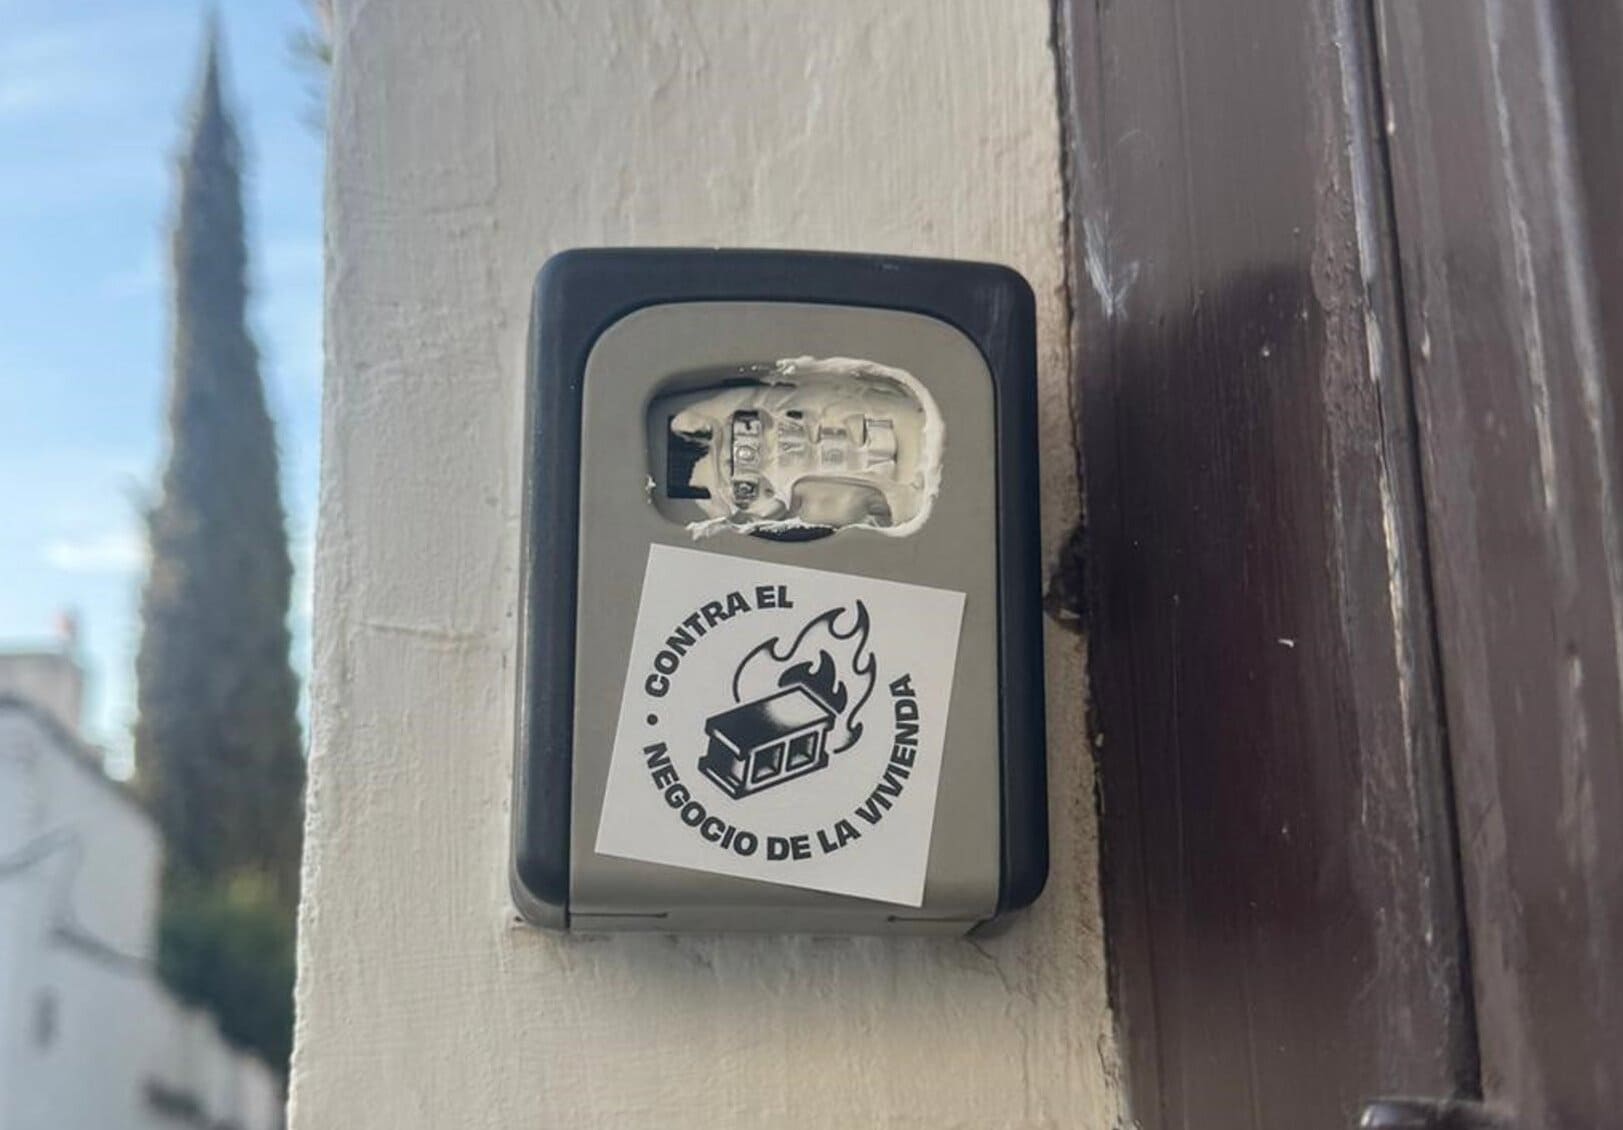 CONTRA EL
NEGOCIO DE LA VIVIENDA